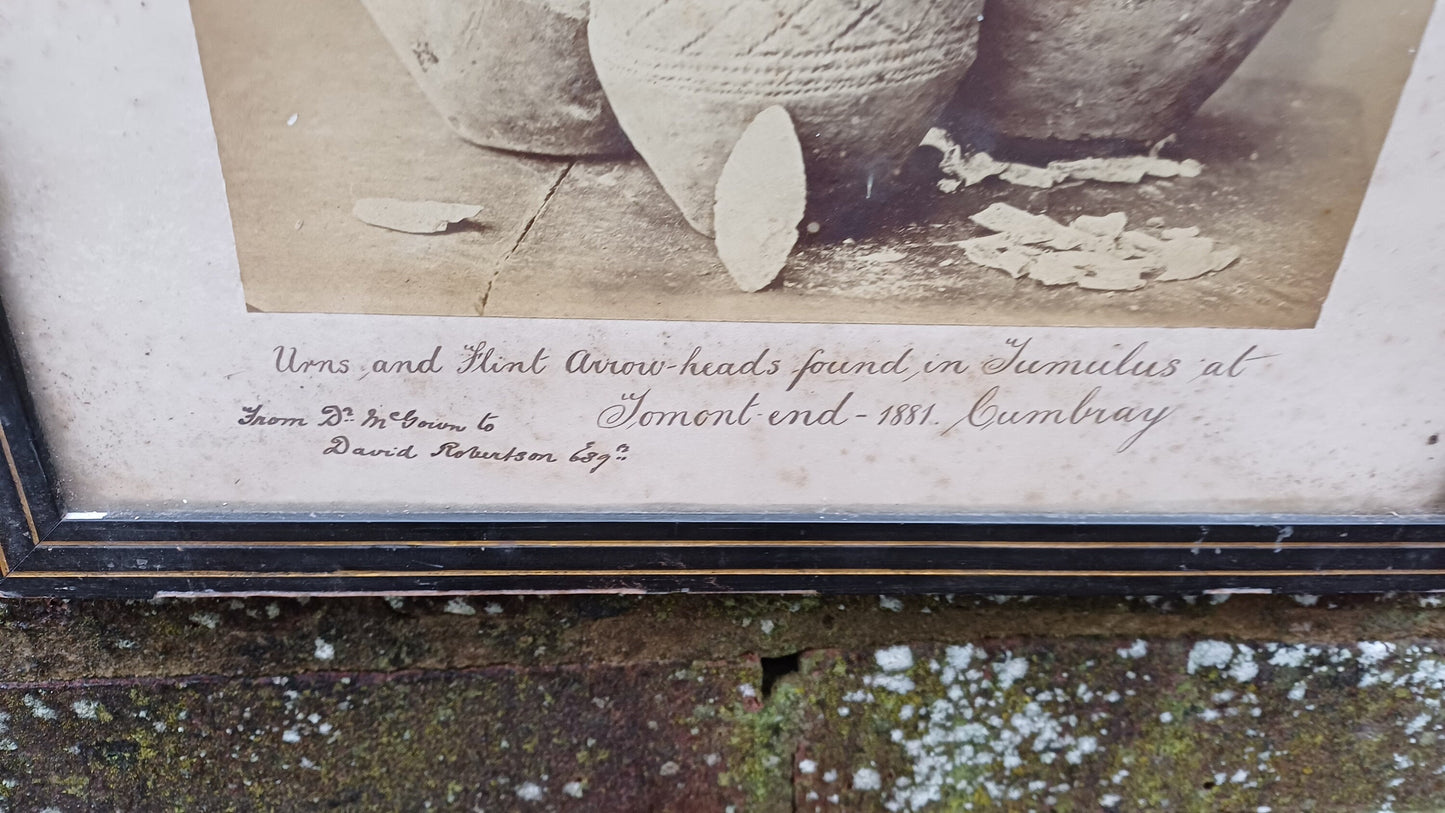 Urns and Flint Arrow-heads found in Tumulus at
Tomont-end - 1881. Cumbray
From Dr. McGown to
David Robertson Esqr.